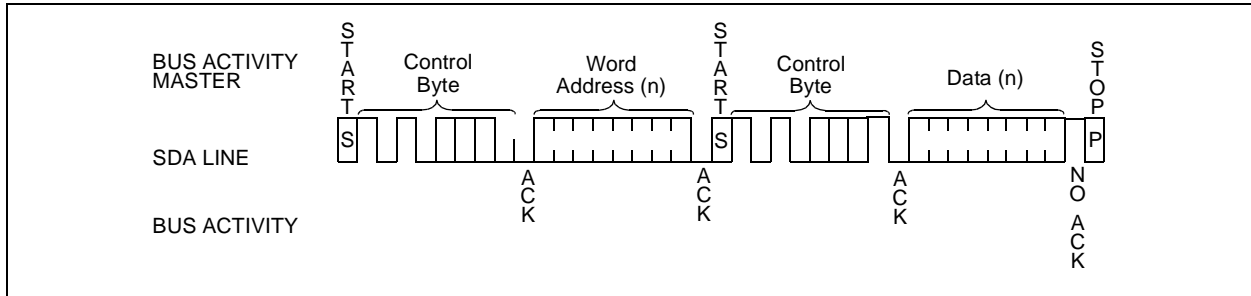 BUS ACTIVITY
MASTER
START
Control
Byte
Word
Address (n)
START
Control
Byte
Data (n)
STOP
SDA LINE
S
S
P
BUS ACTIVITY
ACK
ACK
ACK
NO ACK